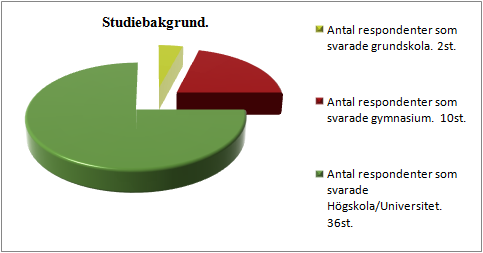 Studiebakgrund.
Antal respondenter som
svarade grundskola. 2st.
Antal respondenter som
svarade gymnasium.  10st.
Antal respondenter som
svarade
Högskola/Universitet.
36st.